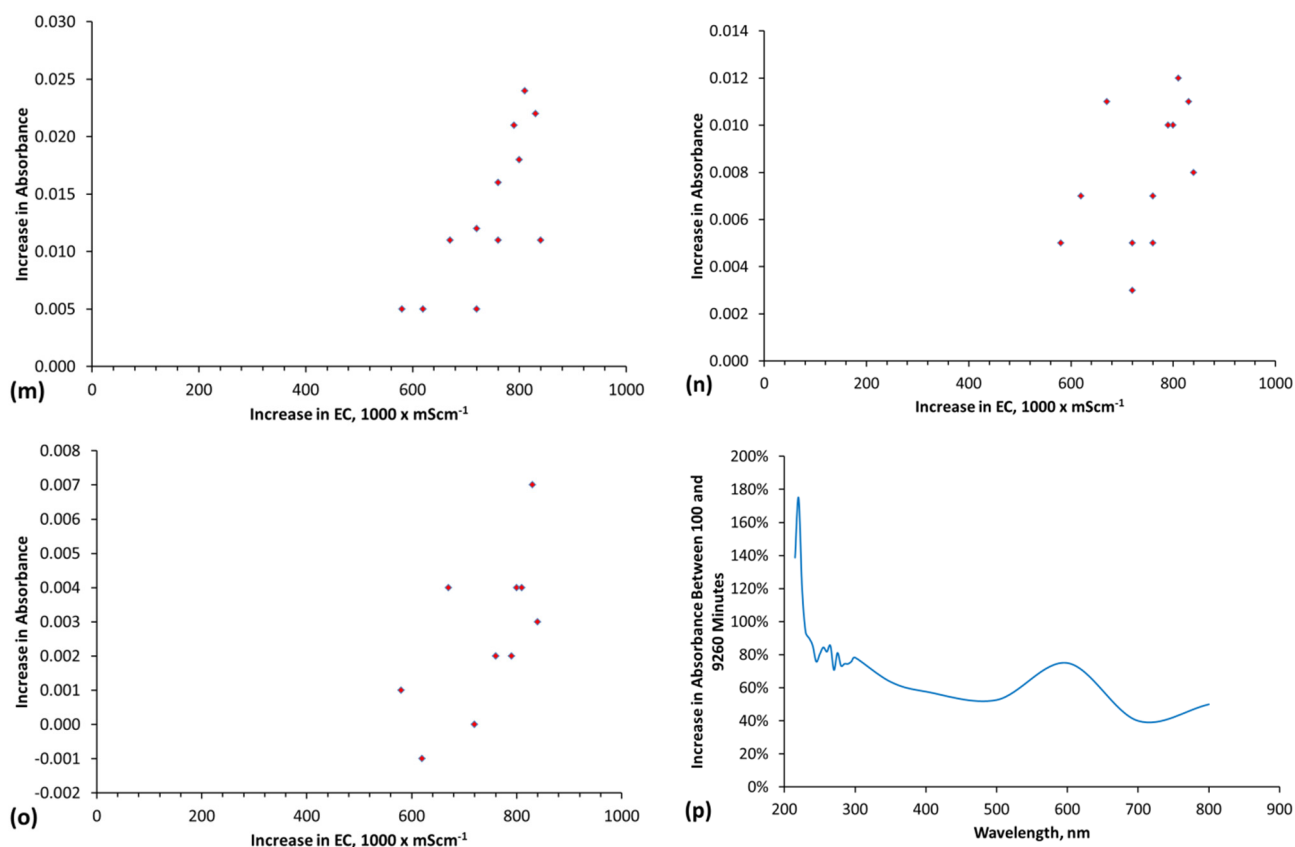 0.030
0.025
0.020
0.015
0.010
0.005
0.000
Increase in Absorbance
0 200 400 600 800 1000
Increase in EC, 1000 x mScm⁻¹
(m)
0.014
0.012
0.010
0.008
0.006
0.004
0.002
0.000
Increase in Absorbance
0 200 400 600 800 1000
Increase in EC, 1000 x mScm⁻¹
(n)
0.008
0.007
0.006
0.005
0.004
0.003
0.002
0.001
0.000
-0.001
-0.002
Increase in Absorbance
0 200 400 600 800 1000
Increase in EC, 1000 x mScm⁻¹
(o)
200%
180%
160%
140%
120%
100%
80%
60%
40%
20%
0%
Increase in Absorbance Between 100 and
9260 Minutes
200 300 400 500 600 700 800 900
Wavelength, nm
(p)